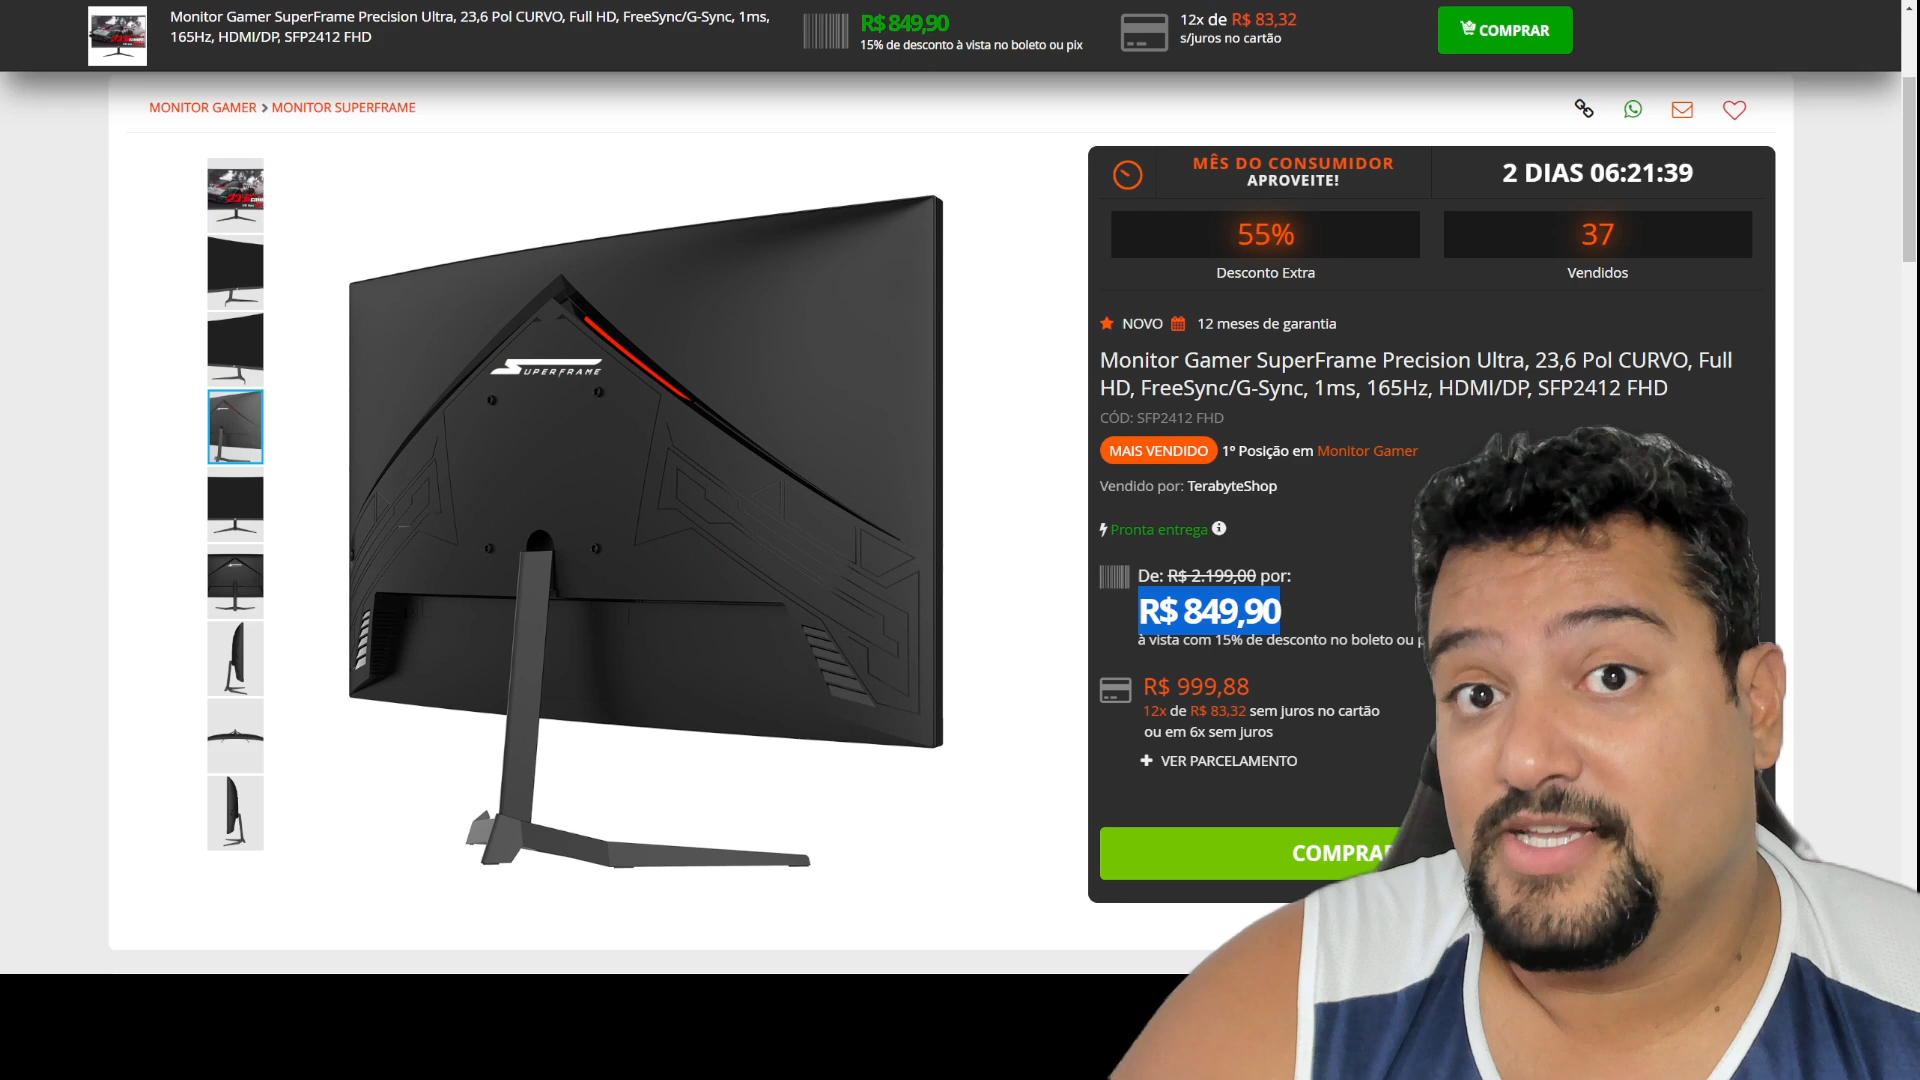 Monitor Gamer SuperFrame Precision Ultra, 23,6 Pol CURVO, Full HD, FreeSync/G-Sync, 1ms,
165Hz, HDMI/DP, SFP2412 FHD
R$ 849,90
15% de desconto à vista no boleto ou pix
12x de R$ 83,32
s/juros no cartão
COMPRAR
MONITOR GAMER > MONITOR SUPERFRAME
MÊS DO CONSUMIDOR
APROVEITE!
2 DIAS 06:21:39
55%
Desconto Extra
37
Vendidos
SUPERFRAME
NOVO 12 meses de garantia
Monitor Gamer SuperFrame Precision Ultra, 23,6 Pol CURVO, Full
HD, FreeSync/G-Sync, 1ms, 165Hz, HDMI/DP, SFP2412 FHD
CÓD: SFP2412 FHD
MAIS VENDIDO 1º Posição em Monitor Gamer
Vendido por: TerabyteShop
Pronta entrega
De: R$ 2.199,00 por:
R$ 849,90
à vista com 15% de desconto no boleto ou
R$ 999,88
12x de R$ 83,32 sem juros no cartão
ou em 6x sem juros
+ VER PARCELAMENTO
COMPRAR